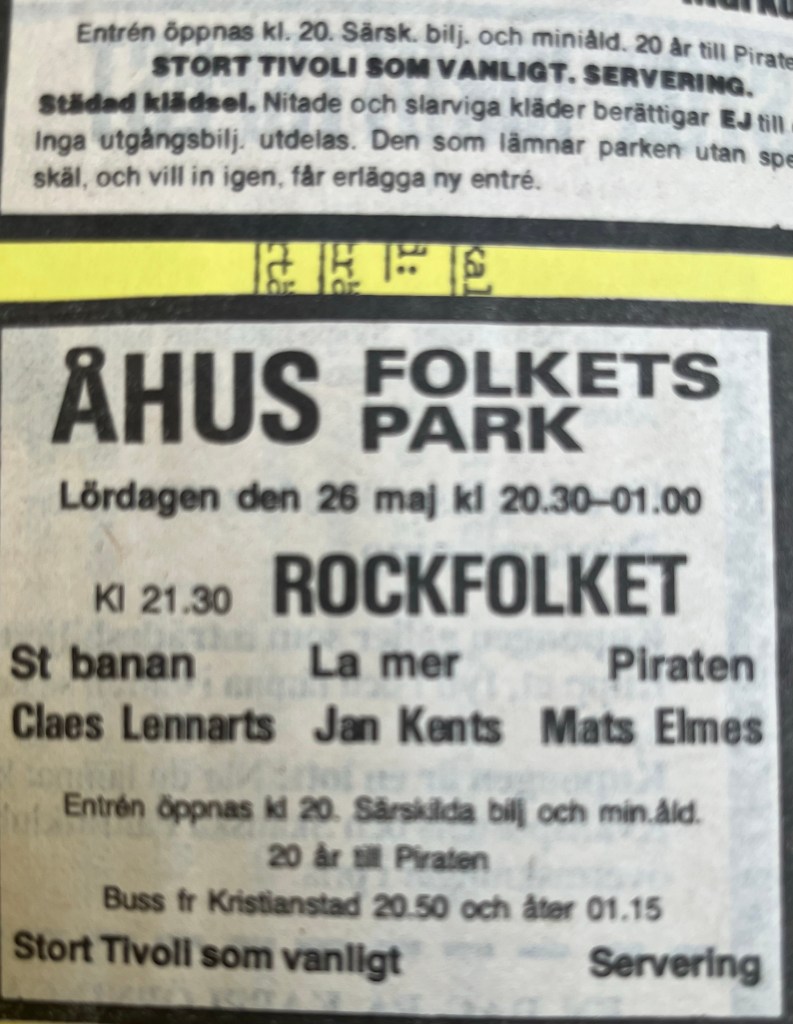 Entrén öppnas kl. 20. Särsk. bilj. och miniåld. 20 år till Pirate
STORT TIVOLI SOM VANLIGT. SERVERING.
Städad klädsel. Nitade och slarviga kläder berättigar EJ till
Inga utgångsbilj. utdelas. Den som lämnar parken utan spe
skäl, och vill in igen, får erlägga ny entré.
ÅHUS FOLKETS PARK
Lördagen den 26 maj kl 20.30–01.00
Kl 21.30 ROCKFOLKET
St banan La mer Piraten
Claes Lennarts Jan Kents Mats Elmes
Entrén öppnas kl 20. Särskilda bilj och min.åld.
20 år till Piraten
Buss fr Kristianstad 20.50 och åter 01.15
Stort Tivoli som vanligt Servering